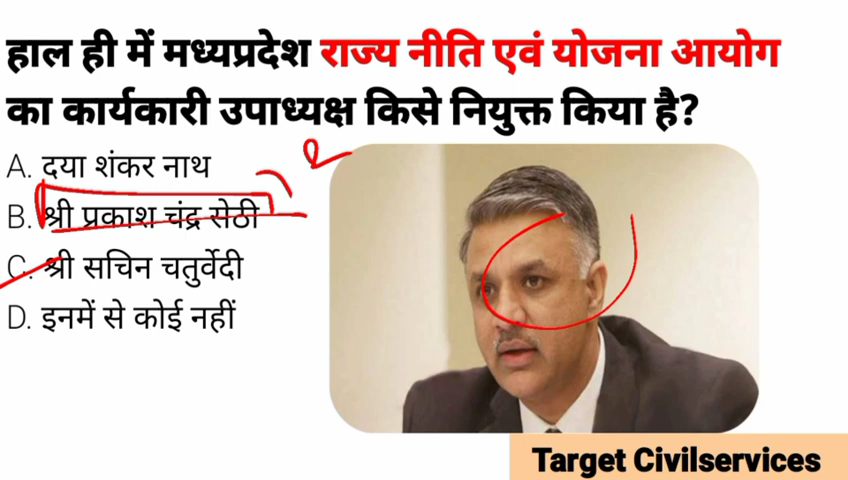 हाल ही में मध्यप्रदेश राज्य नीति एवं योजना आयोग
का कार्यकारी उपाध्यक्ष किसे नियुक्त किया है?
A. दया शंकर नाथ
B. श्री प्रकाश चंद्र सेठी
C. श्री सचिन चतुर्वेदी
D. इनमें से कोई नहीं
Target Civilservices